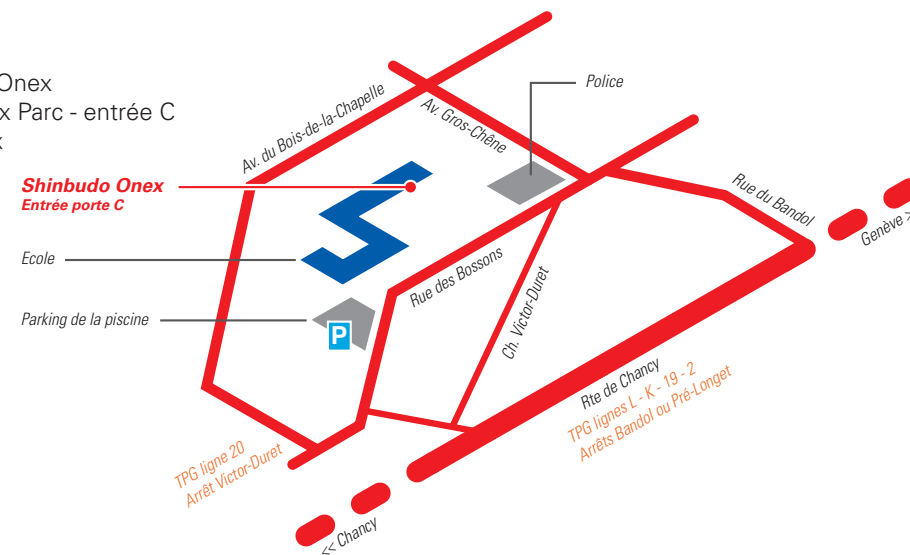 Onex
x Parc - entrée C
x
Police
Av. du Bois-de-la-Chapelle
Av. Gros-Chêne
Shinbudo Onex
Entrée porte C
Rue du Bandol
Genève >
Ecole
Rue des Bossons
Parking de la piscine
P
Ch. Victor-Duret
Rte de Chancy
TPG lignes L - K - 19 - 2
Arrêts Bandol ou Pré-Longet
TPG ligne 20
Arrêt Victor-Duret
<< Chancy